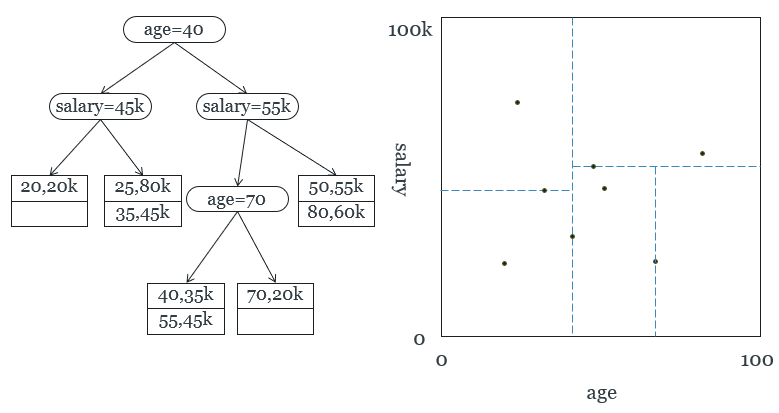 age=40
salary=45k
salary=55k
20,20k
25,80k
35,45k
age=70
50,55k
80,60k
40,35k
55,45k
70,20k
100k
salary
0
0
100
age